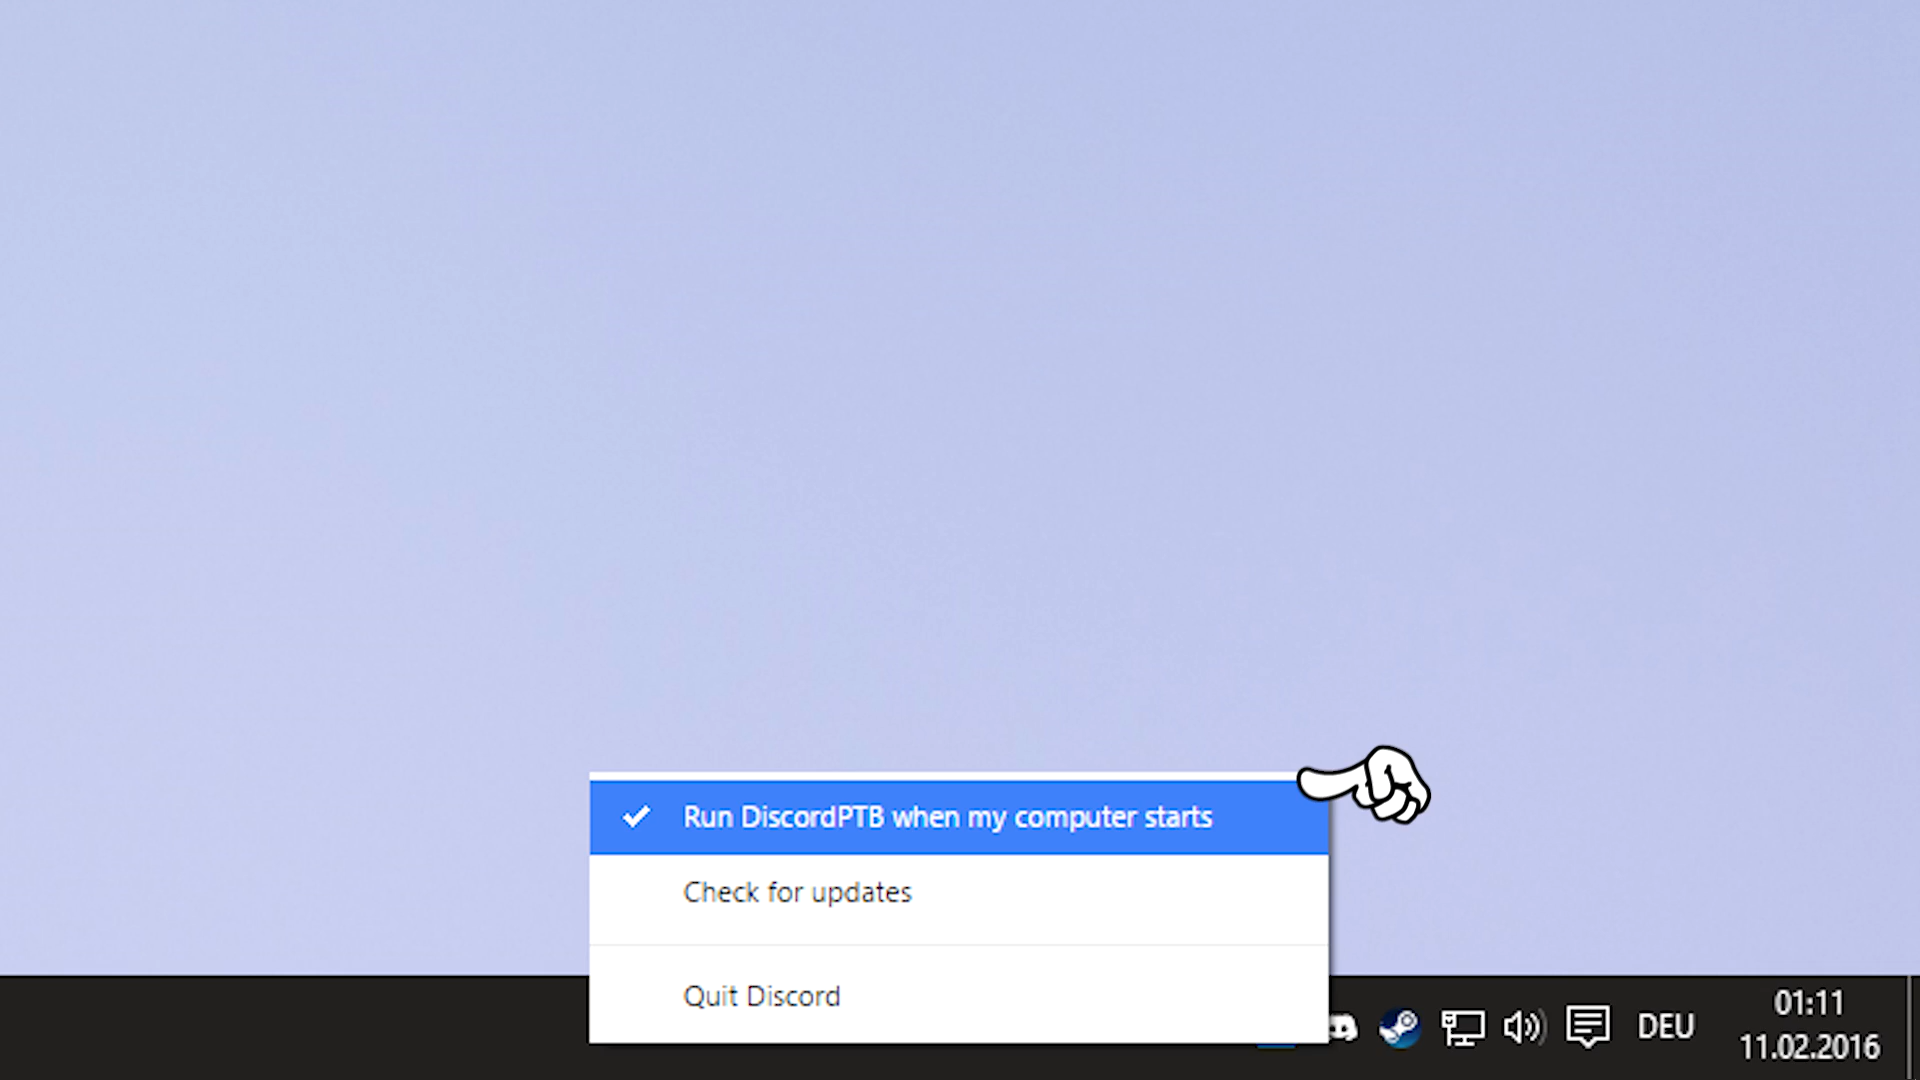 Run DiscordPTB when my computer starts
Check for updates
Quit Discord
DEU
01:11
11.02.2016